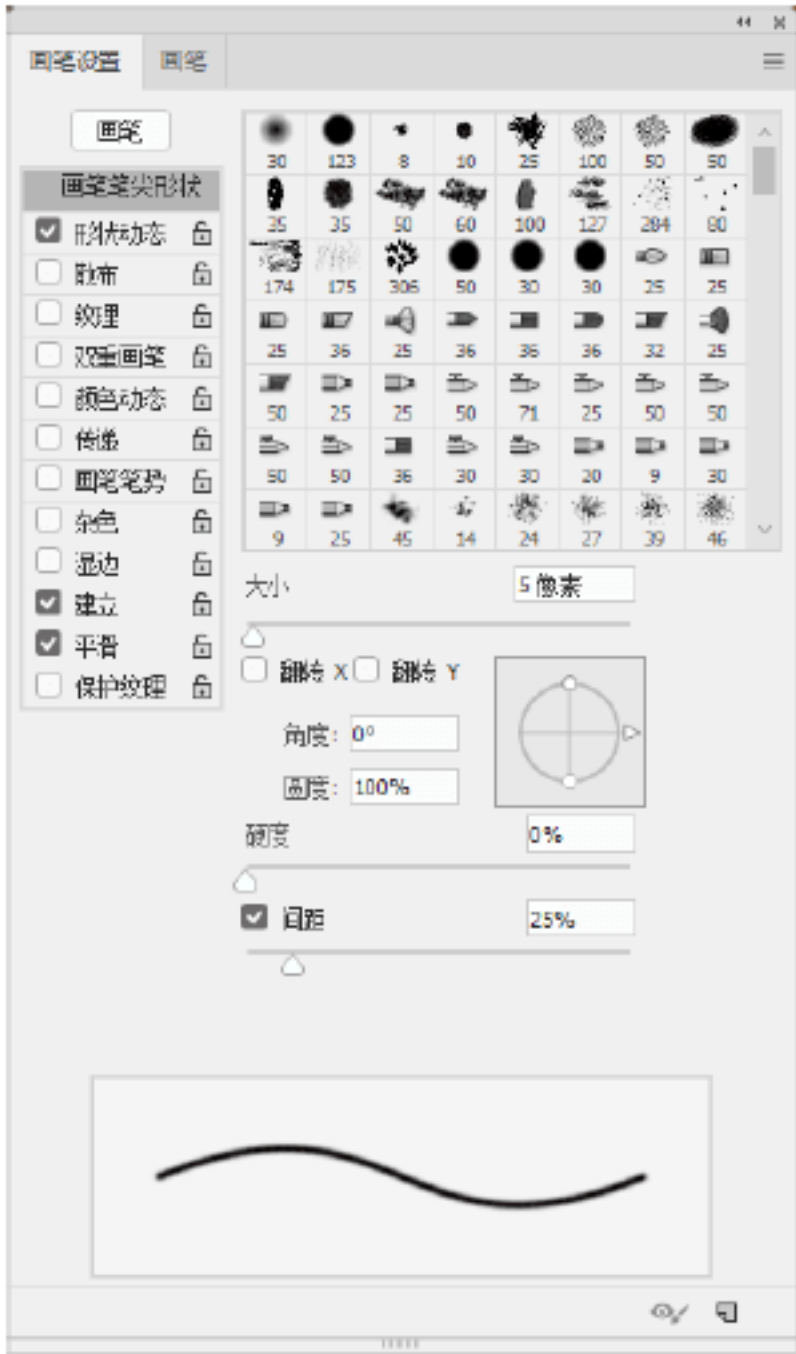 画笔设置 画笔
画笔
画笔笔尖形状
形状动态
散布
纹理
双重画笔
颜色动态
传递
画笔笔势
杂色
湿边
建立
平滑
保护纹理
30 123 8 10 25 100 50 50
35 35 50 60 100 127 284 80
174 175 306 50 30 30 25 25
25 36 25 36 36 36 32 25
50 25 25 50 71 25 50 50
50 50 36 30 30 20 9 30
9 25 45 14 24 27 39 46
大小 5 像素
翻转 X 翻转 Y
角度: 0°
圆度: 100%
硬度 0%
间距 25%